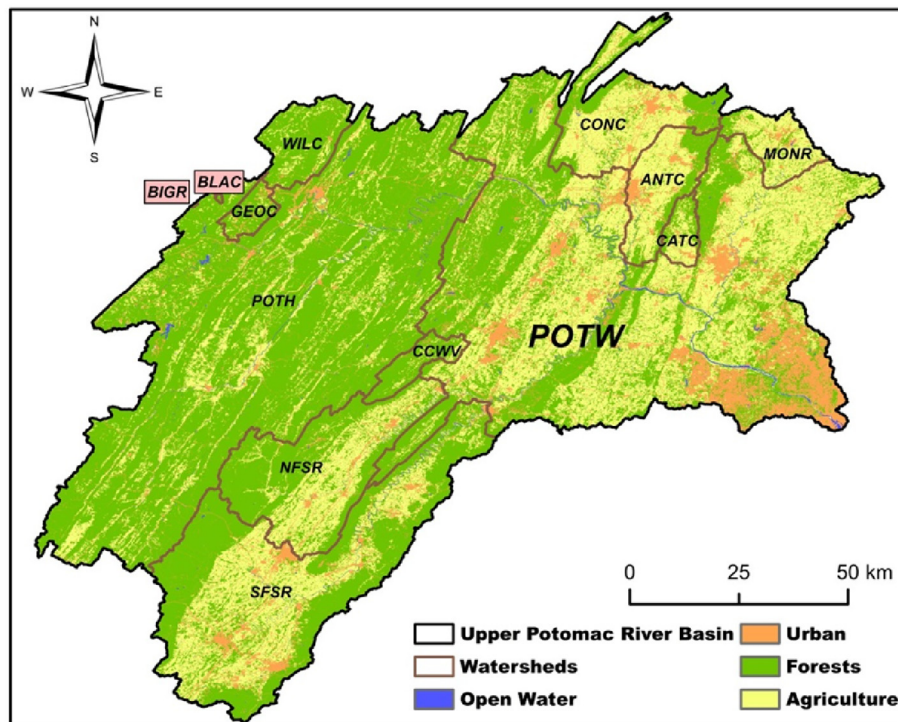 N
W E
S
WILC
CONC
MONR
BIGR
BLAC
ANTC
GEOC
CATC
POTH
POTW
CCWV
NFSR
SFSR
0 25 50 km
Upper Potomac River Basin
Urban
Watersheds
Forests
Open Water
Agriculture